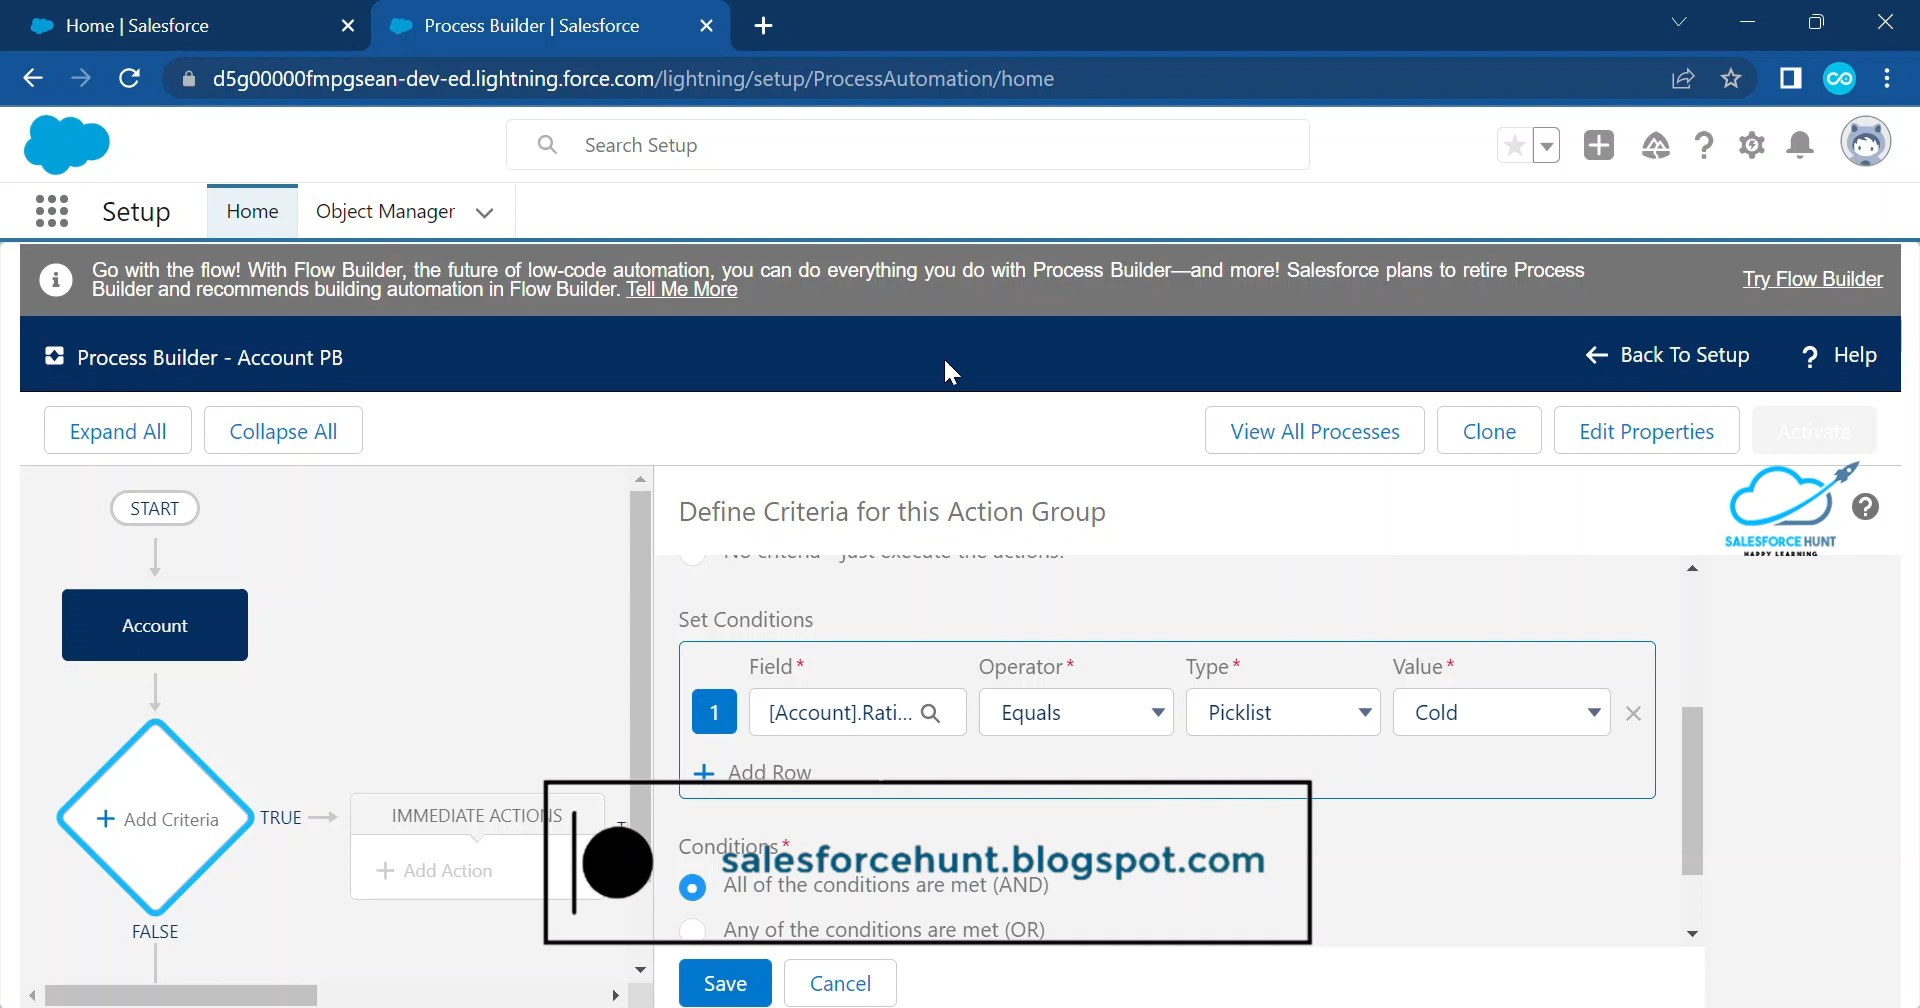 Home | Salesforce
Process Builder | Salesforce
d5g00000fmpgsean-dev-ed.lightning.force.com/lightning/setup/ProcessAutomation/home
Search Setup
Setup
Home
Object Manager
Go with the flow! With Flow Builder, the future of low-code automation, you can do everything you do with Process Builder—and more! Salesforce plans to retire Process
Builder and recommends building automation in Flow Builder. Tell Me More
Try Flow Builder
Process Builder - Account PB
Back To Setup
? Help
Expand All
Collapse All
View All Processes
Clone
Edit Properties
Activate
START
Account
+ Add Criteria
TRUE
IMMEDIATE ACTIONS
+ Add Action
FALSE
Define Criteria for this Action Group
SALESFORCE HUNT
HAPPY LEARNING
No criteria—just execute the actions!
Set Conditions
Field*
Operator*
Type*
Value*
1
[Account].Rati...
Equals
Picklist
Cold
+ Add Row
Conditions*
salesforcehunt.blogspot.com
All of the conditions are met (AND)
Any of the conditions are met (OR)
Save
Cancel